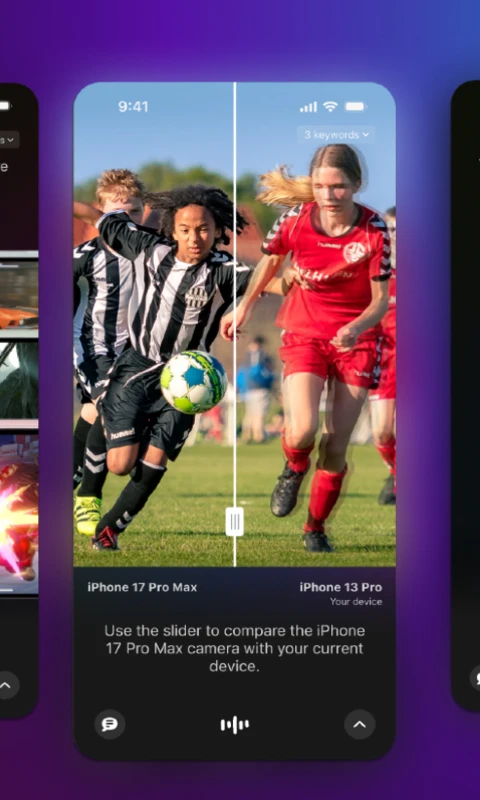 9:41
3 keywords
s
e
hummel
hummel
iPhone 17 Pro Max
iPhone 13 Pro
Your device
Use the slider to compare the iPhone
17 Pro Max camera with your current
device.